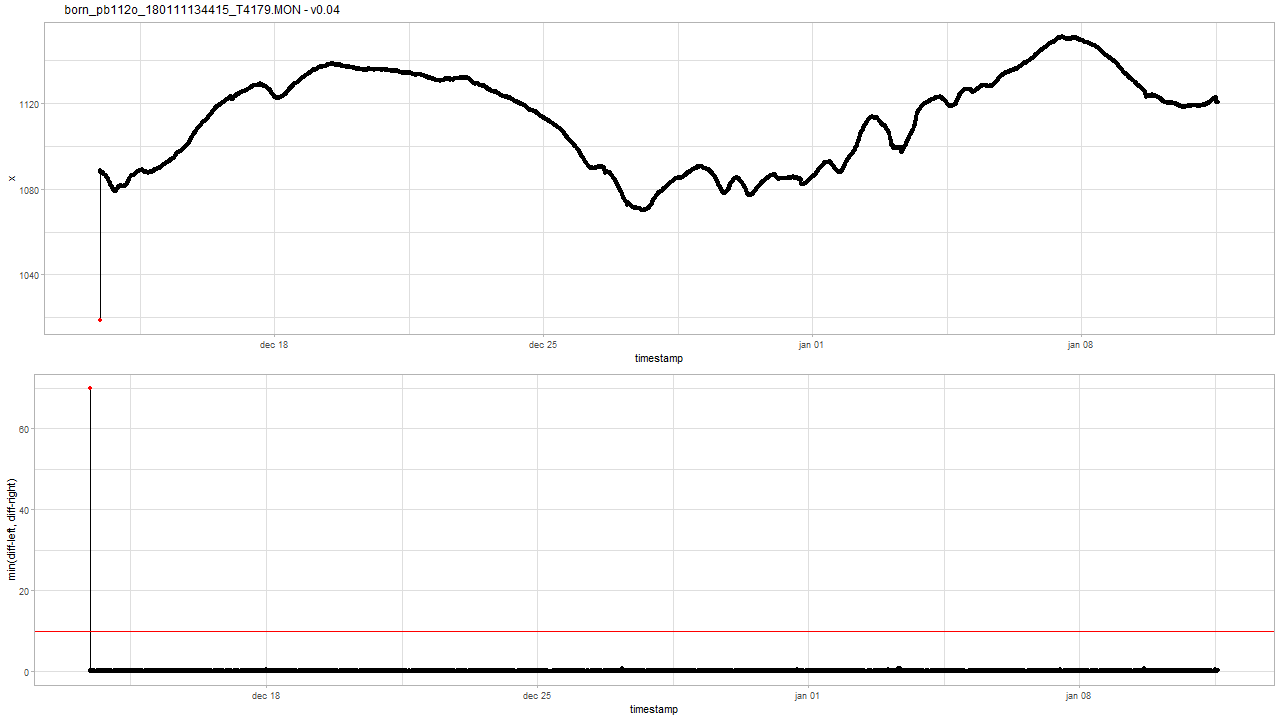 born_pb112o_180111134415_T4179.MON - v0.04
1120
1080
1040
x
dec 18 dec 25 jan 01 jan 08
timestamp
60
40
20
0
min(diff-left, diff-right)
dec 18 dec 25 jan 01 jan 08
timestamp